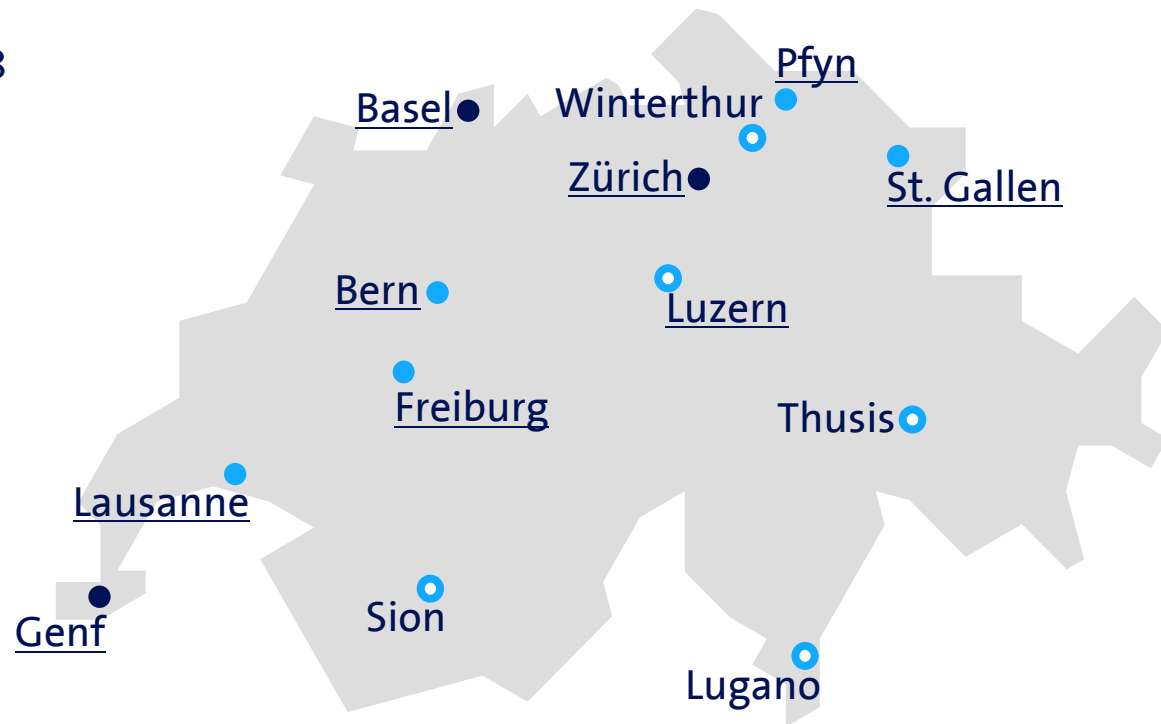 Pfyn
Basel
Winterthur
Zürich
St. Gallen
Bern
Luzern
Freiburg
Thusis
Lausanne
Sion
Genf
Lugano